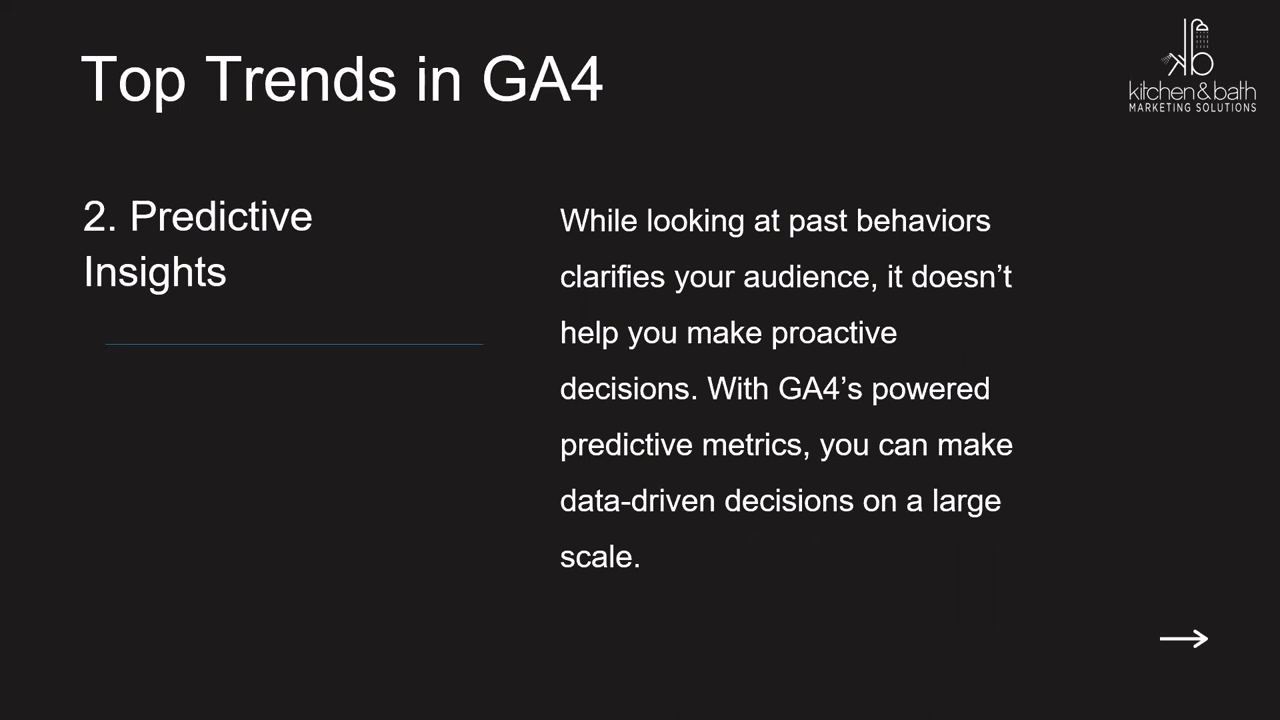 Top Trends in GA4
kb
kitchen&bath
MARKETING SOLUTIONS
2. Predictive
Insights
While looking at past behaviors
clarifies your audience, it doesn’t
help you make proactive
decisions. With GA4’s powered
predictive metrics, you can make
data-driven decisions on a large
scale.